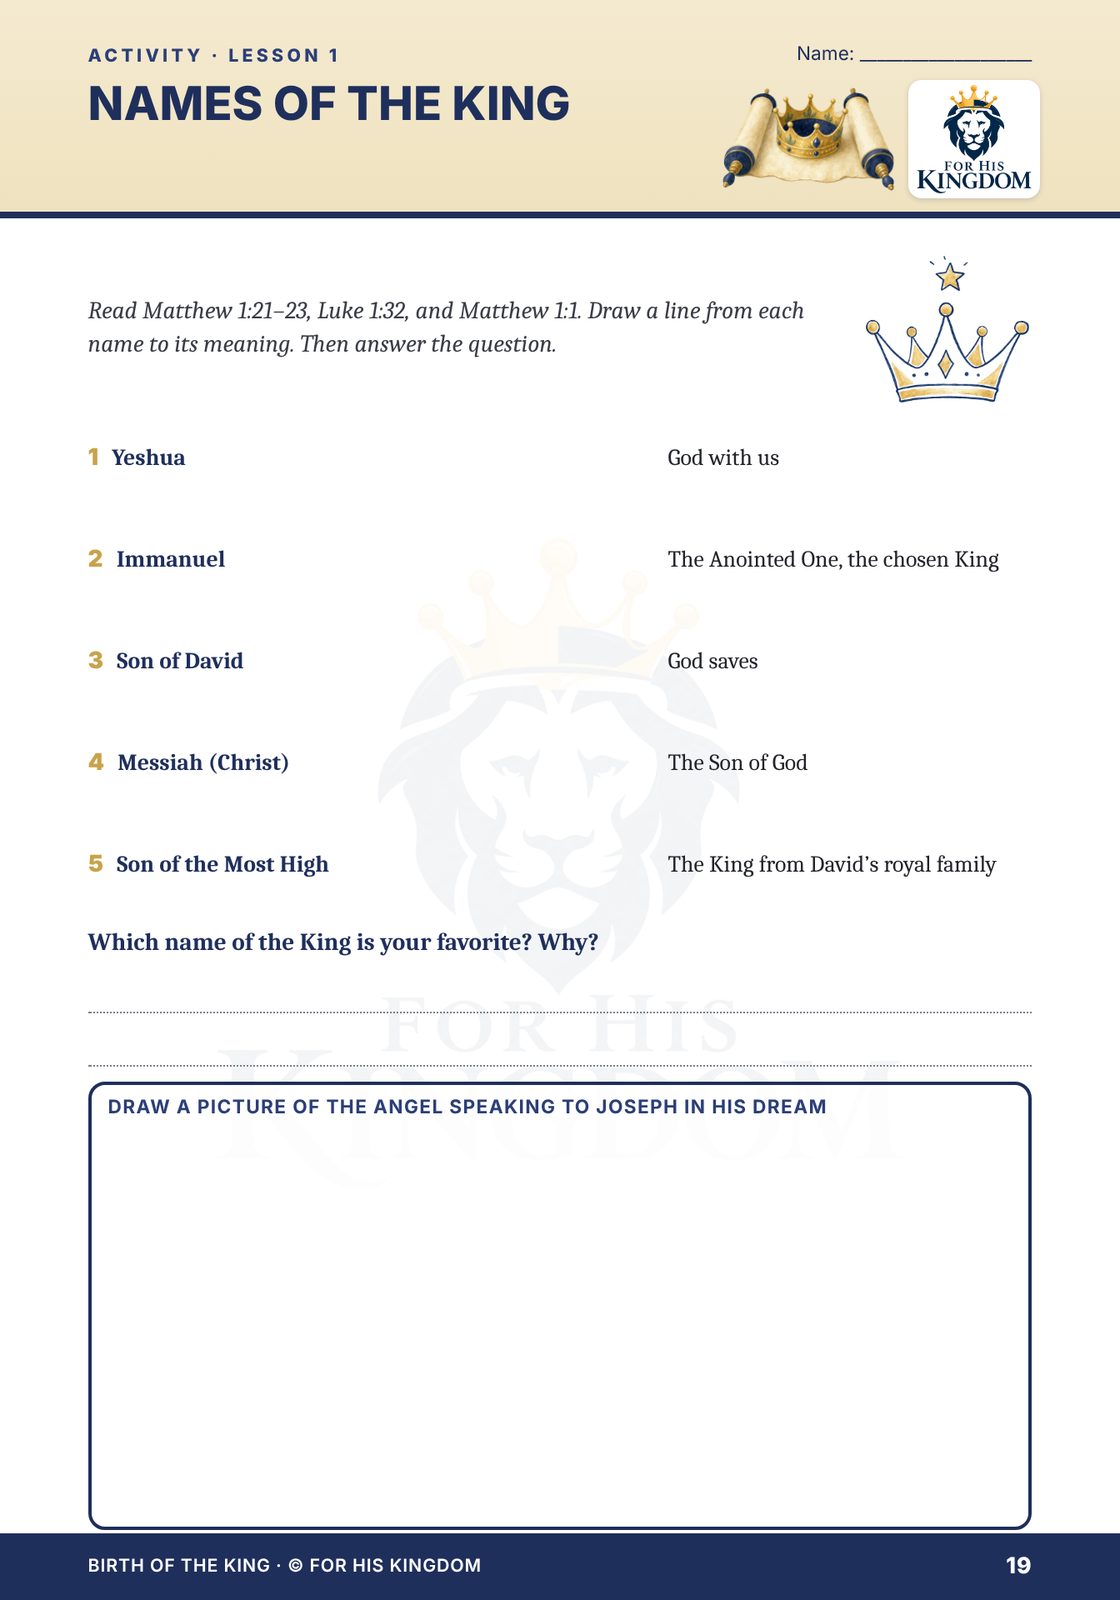 ACTIVITY · LESSON 1
Name: ________________
NAMES OF THE KING
FOR HIS
KINGDOM
Read Matthew 1:21–23, Luke 1:32, and Matthew 1:1. Draw a line from each
name to its meaning. Then answer the question.
1 Yeshua
God with us
2 Immanuel
The Anointed One, the chosen King
3 Son of David
God saves
4 Messiah (Christ)
The Son of God
5 Son of the Most High
The King from David’s royal family
Which name of the King is your favorite? Why?
FOR HIS
KINGDOM
DRAW A PICTURE OF THE ANGEL SPEAKING TO JOSEPH IN HIS DREAM
BIRTH OF THE KING · © FOR HIS KINGDOM
19